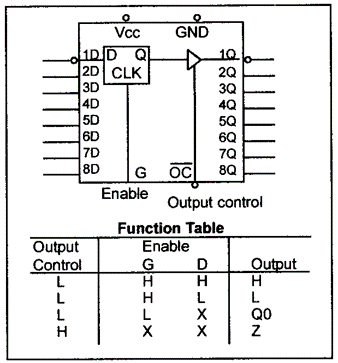 Vcc GND
1D D Q 1Q
2D CLK 2Q
3D 3Q
4D 4Q
5D 5Q
6D 6Q
7D 7Q
8D G OC 8Q
Enable Output control
Function Table
Output Enable
Control G D Output
L H H H
L H L L
L L X Q0
H X X Z